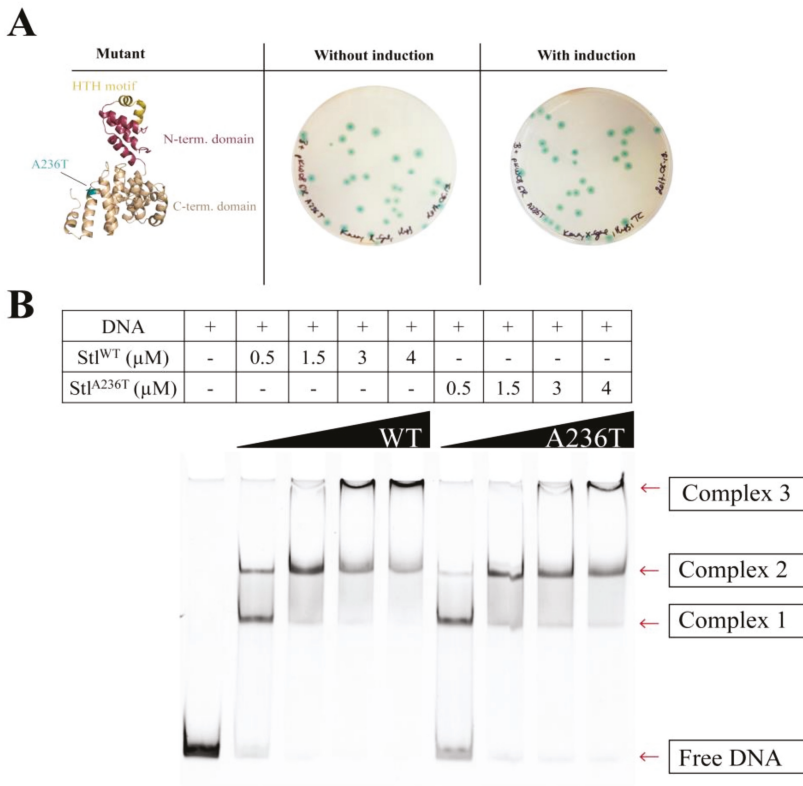 A
Mutant Without induction With induction
HTH motif
N-term. domain
A236T
C-term. domain
B
DNA + + + + + + + + +
Stl^WT (µM) - 0.5 1.5 3 4 - - - -
Stl^A236T (µM) - - - - - 0.5 1.5 3 4
WT A236T
Complex 3
Complex 2
Complex 1
Free DNA